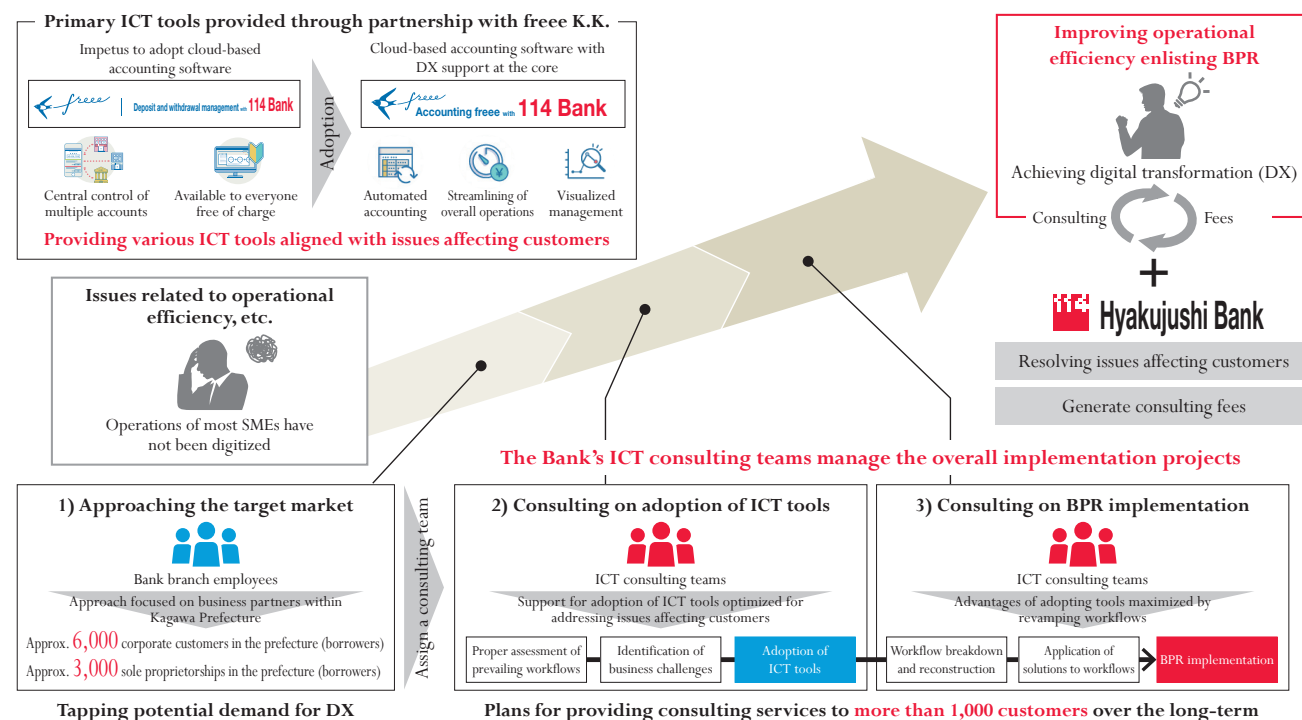 Primary ICT tools provided through partnership with freee K.K.
Impetus to adopt cloud-based
accounting software
freee Deposit and withdrawal management with 114 Bank
Central control of
multiple accounts
Available to everyone
free of charge
Adoption
Cloud-based accounting software with
DX support at the core
freee
Accounting freee with 114 Bank
Automated
accounting
Streamlining of
overall operations
Visualized
management
Providing various ICT tools aligned with issues affecting customers
Improving operational
efficiency enlisting BPR
Achieving digital transformation (DX)
Consulting
Fees
+
Hyakujushi Bank
Resolving issues affecting customers
Generate consulting fees
Issues related to operational
efficiency, etc.
Operations of most SMEs have
not been digitized
The Bank's ICT consulting teams manage the overall implementation projects
1) Approaching the target market
Bank branch employees
Approach focused on business partners within
Kagawa Prefecture
Approx. 6,000 corporate customers in the prefecture (borrowers)
Approx. 3,000 sole proprietorships in the prefecture (borrowers)
Tapping potential demand for DX
Assign a consulting team
2) Consulting on adoption of ICT tools
ICT consulting teams
Support for adoption of ICT tools optimized for
addressing issues affecting customers
Proper assessment of
prevailing workflows
Identification of
business challenges
Adoption of
ICT tools
3) Consulting on BPR implementation
ICT consulting teams
Advantages of adopting tools maximized by
revamping workflows
Workflow breakdown
and reconstruction
Application of
solutions to workflows
BPR implementation
Plans for providing consulting services to more than 1,000 customers over the long-term